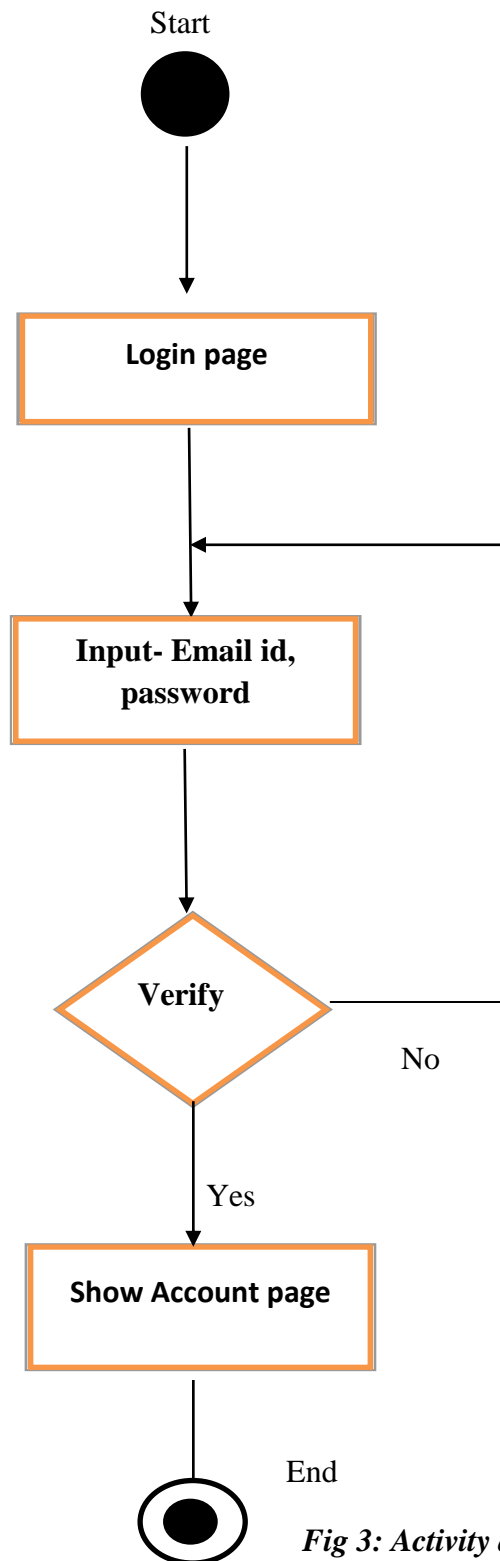 Start
Login page
Input- Email id,
password
Verify
No
Yes
Show Account page
End
Fig 3: Activity